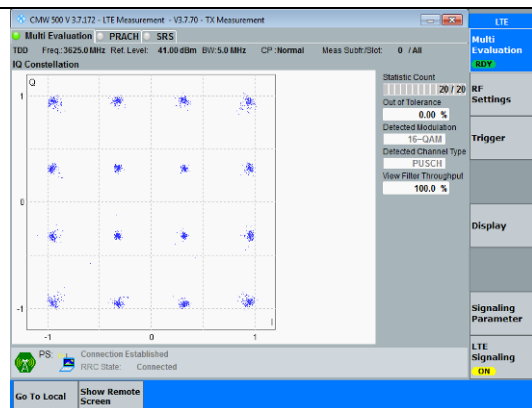 CMW 500 V 3.7.172 - LTE Measurement - V3.7.70 - TX Measurement
LTE
Multi Evaluation PRACH SRS
TDD Freq.:3625.0 MHz Ref. Level: 41.00 dBm BW:5.0 MHz CP :Normal Meas Subfr/Slot: 0 / All
IQ Constellation
Q
1
0
-1
-1 0 1
I
Statistic Count
20 / 20
Out of Tolerance
0.00 %
Detected Modulation
16-QAM
Detected Channel Type
PUSCH
View Filter Throughput
100.0 %
Multi
Evaluation
RDY
RF
Settings
Trigger
Display
Signaling
Parameter
LTE
Signaling
ON
PS: Connection Established
RRC State: Connected
Go To Local
Show Remote
Screen